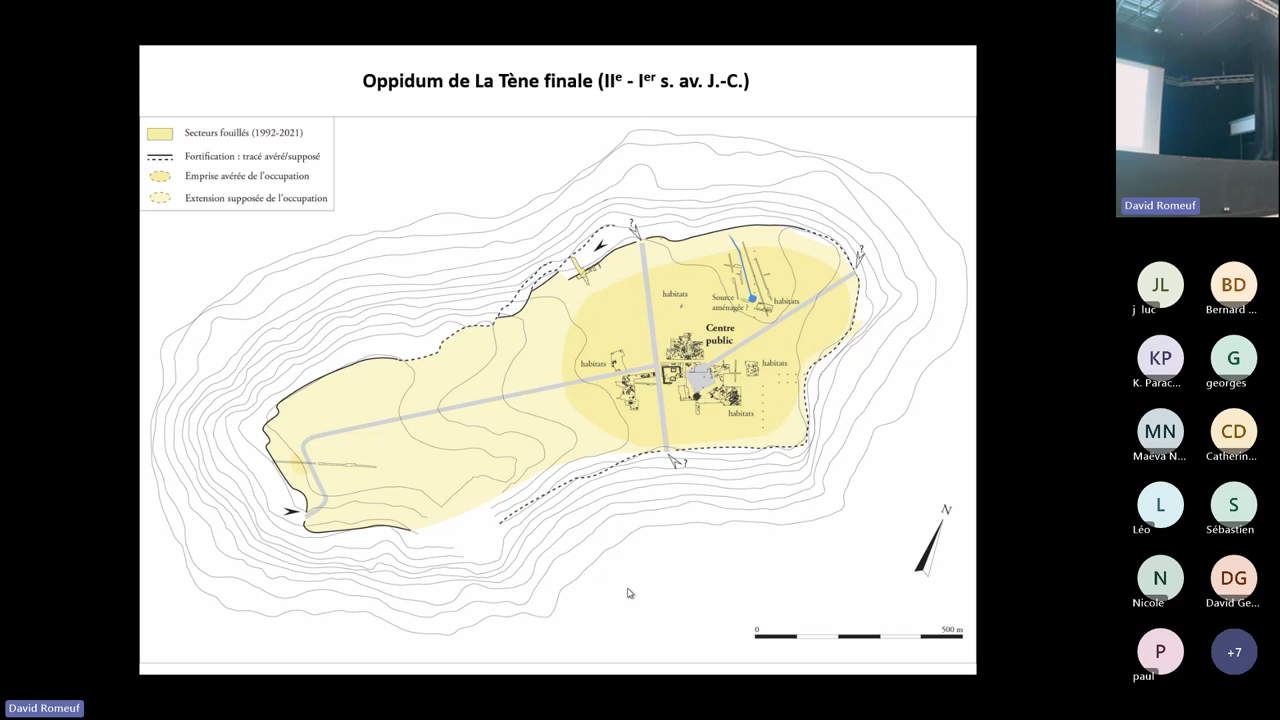 Oppidum de La Tène finale (IIe - Ier s. av. J.-C.)
Secteurs fouillés (1992-2021)
Fortification : tracé avéré/supposé
Emprise avérée de l'occupation
Extension supposée de l'occupation
?
?
habitats
Source
aménagée ?
habitats
Centre
public
habitats
habitats
habitats
?
N
0
500 m
David Romeuf
JL
j luc
BD
Bernard ...
KP
K. Parac...
G
georges
MN
Maëva N...
CD
Catherin...
L
Léo
S
Sébastien
N
Nicole
DG
David Ge...
P
paul
+7
David Romeuf